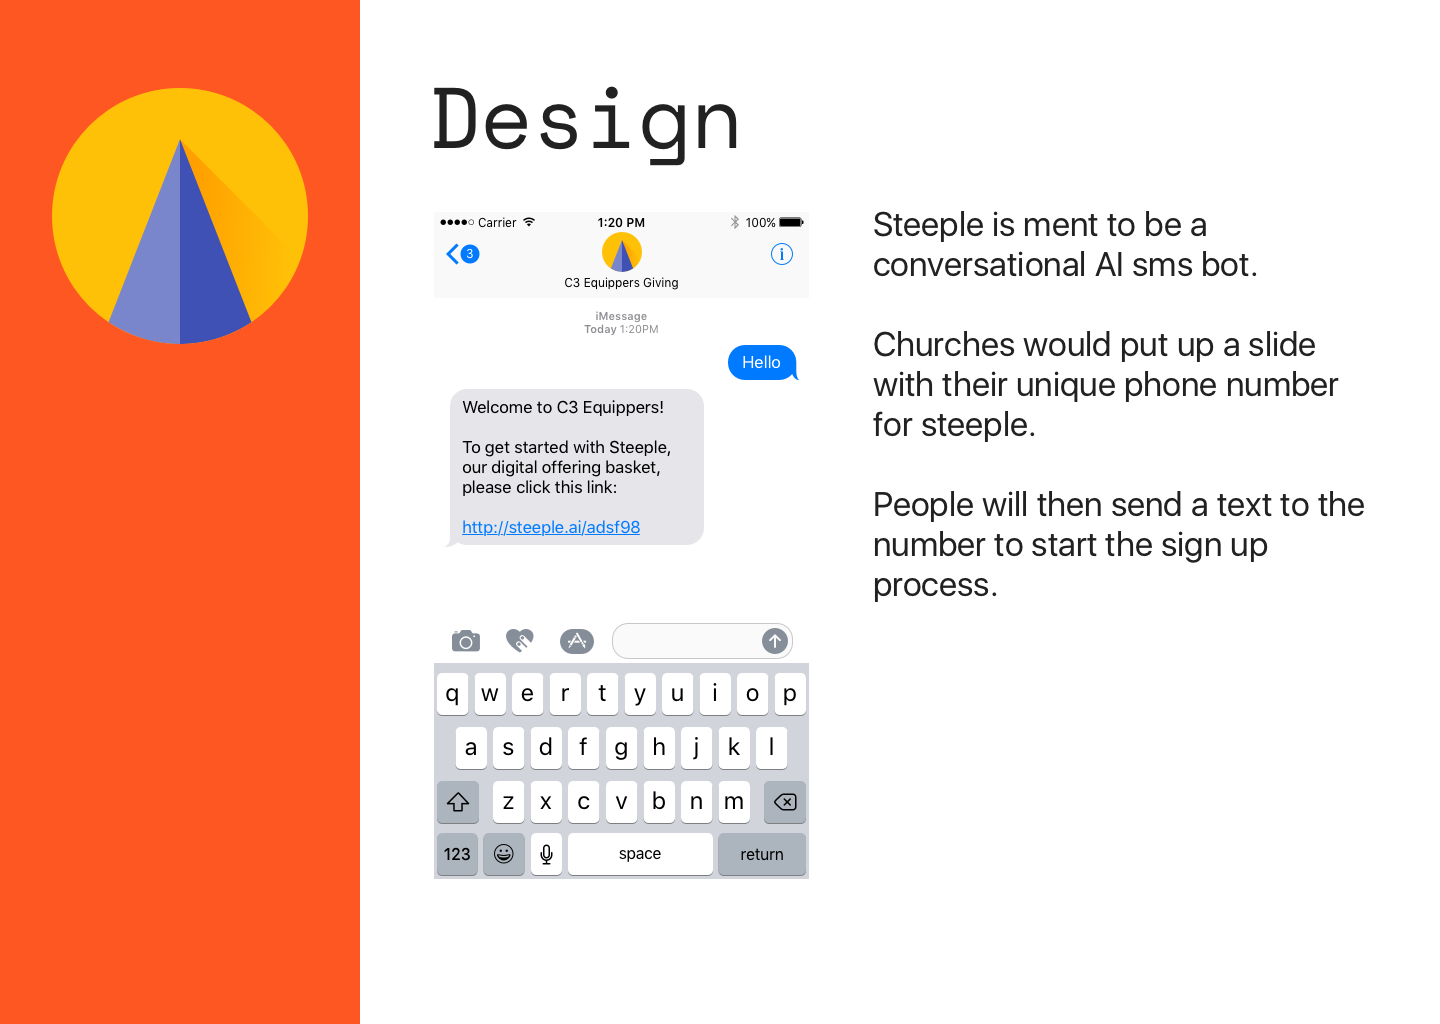 Design
Carrier 1:20 PM 100%
3
C3 Equippers Giving
iMessage
Today 1:20PM
Hello
Welcome to C3 Equippers!
To get started with Steeple,
our digital offering basket,
please click this link:
http://steeple.ai/adsf98
q w e r t y u i o p
a s d f g h j k l
z x c v b n m
123 space return
Steeple is ment to be a
conversational AI sms bot.
Churches would put up a slide
with their unique phone number
for steeple.
People will then send a text to the
number to start the sign up
process.